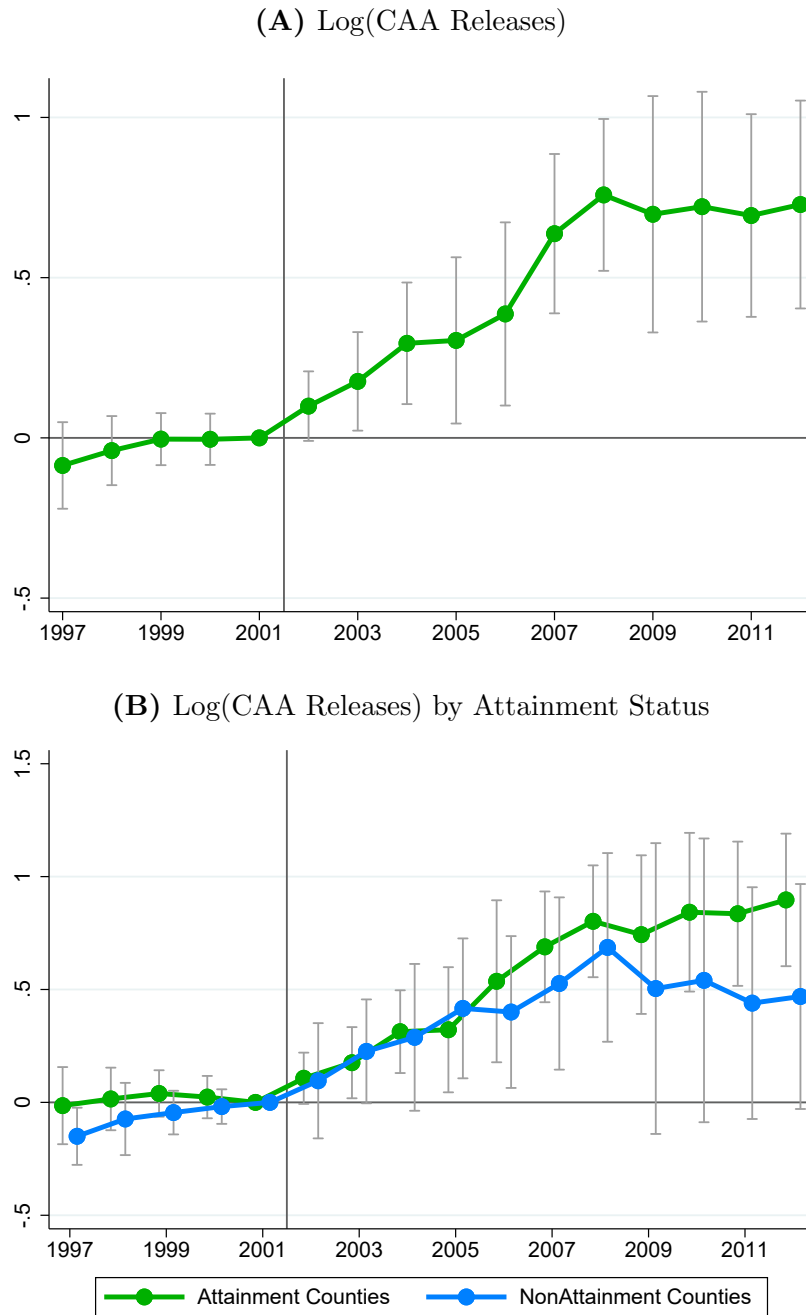 (A) Log(CAA Releases)
1
.5
0
-.5
1997 1999 2001 2003 2005 2007 2009 2011
(B) Log(CAA Releases) by Attainment Status
1.5
1
.5
0
-.5
1997 1999 2001 2003 2005 2007 2009 2011
Attainment Counties NonAttainment Counties